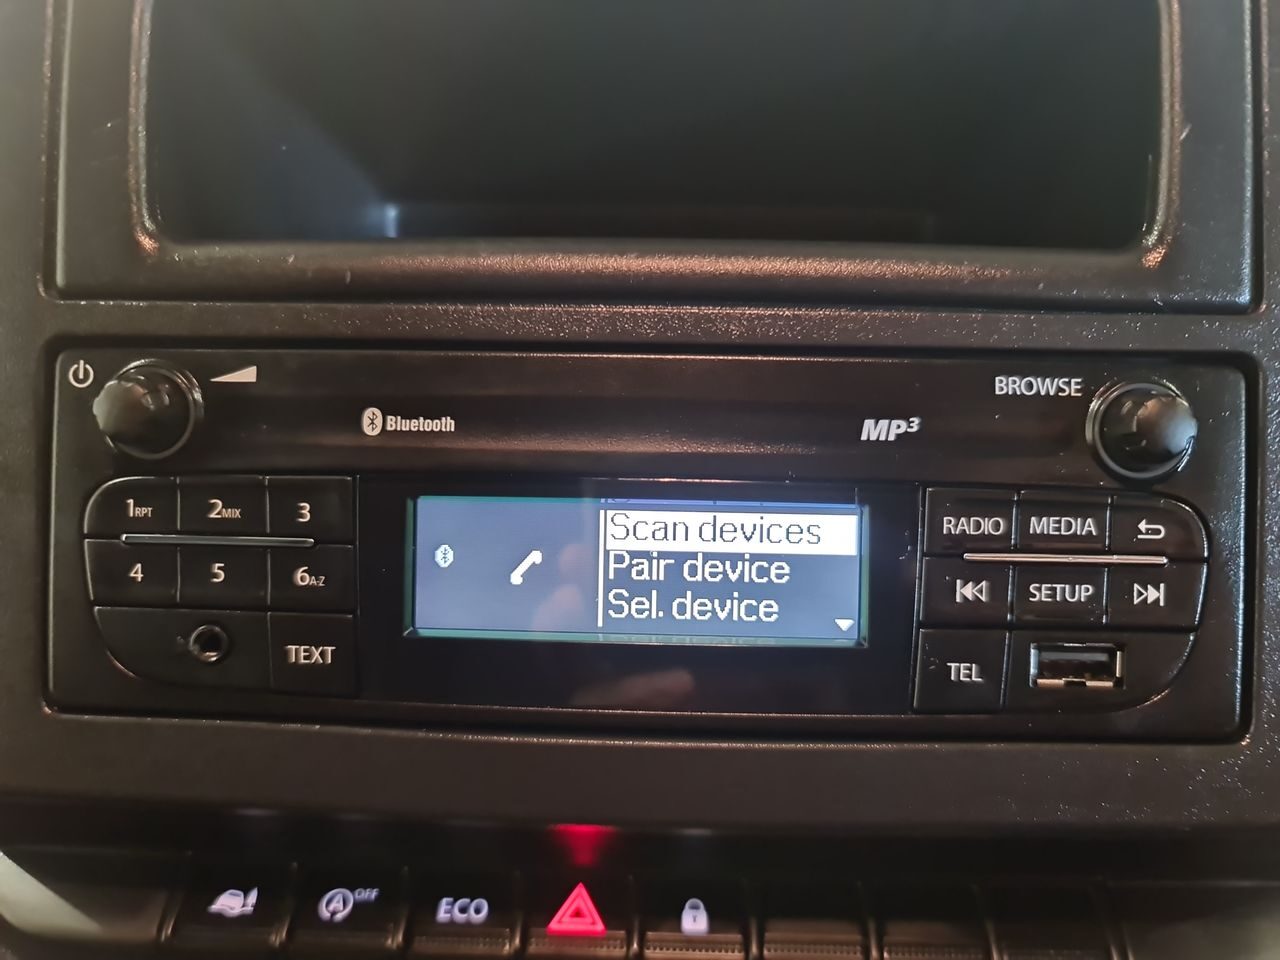 BROWSE
Bluetooth
MP3
1RPT 2MIX 3
4 5 6A-Z
TEXT
Scan devices
Pair device
Sel. device
RADIO MEDIA
SETUP
TEL
A OFF
ECO